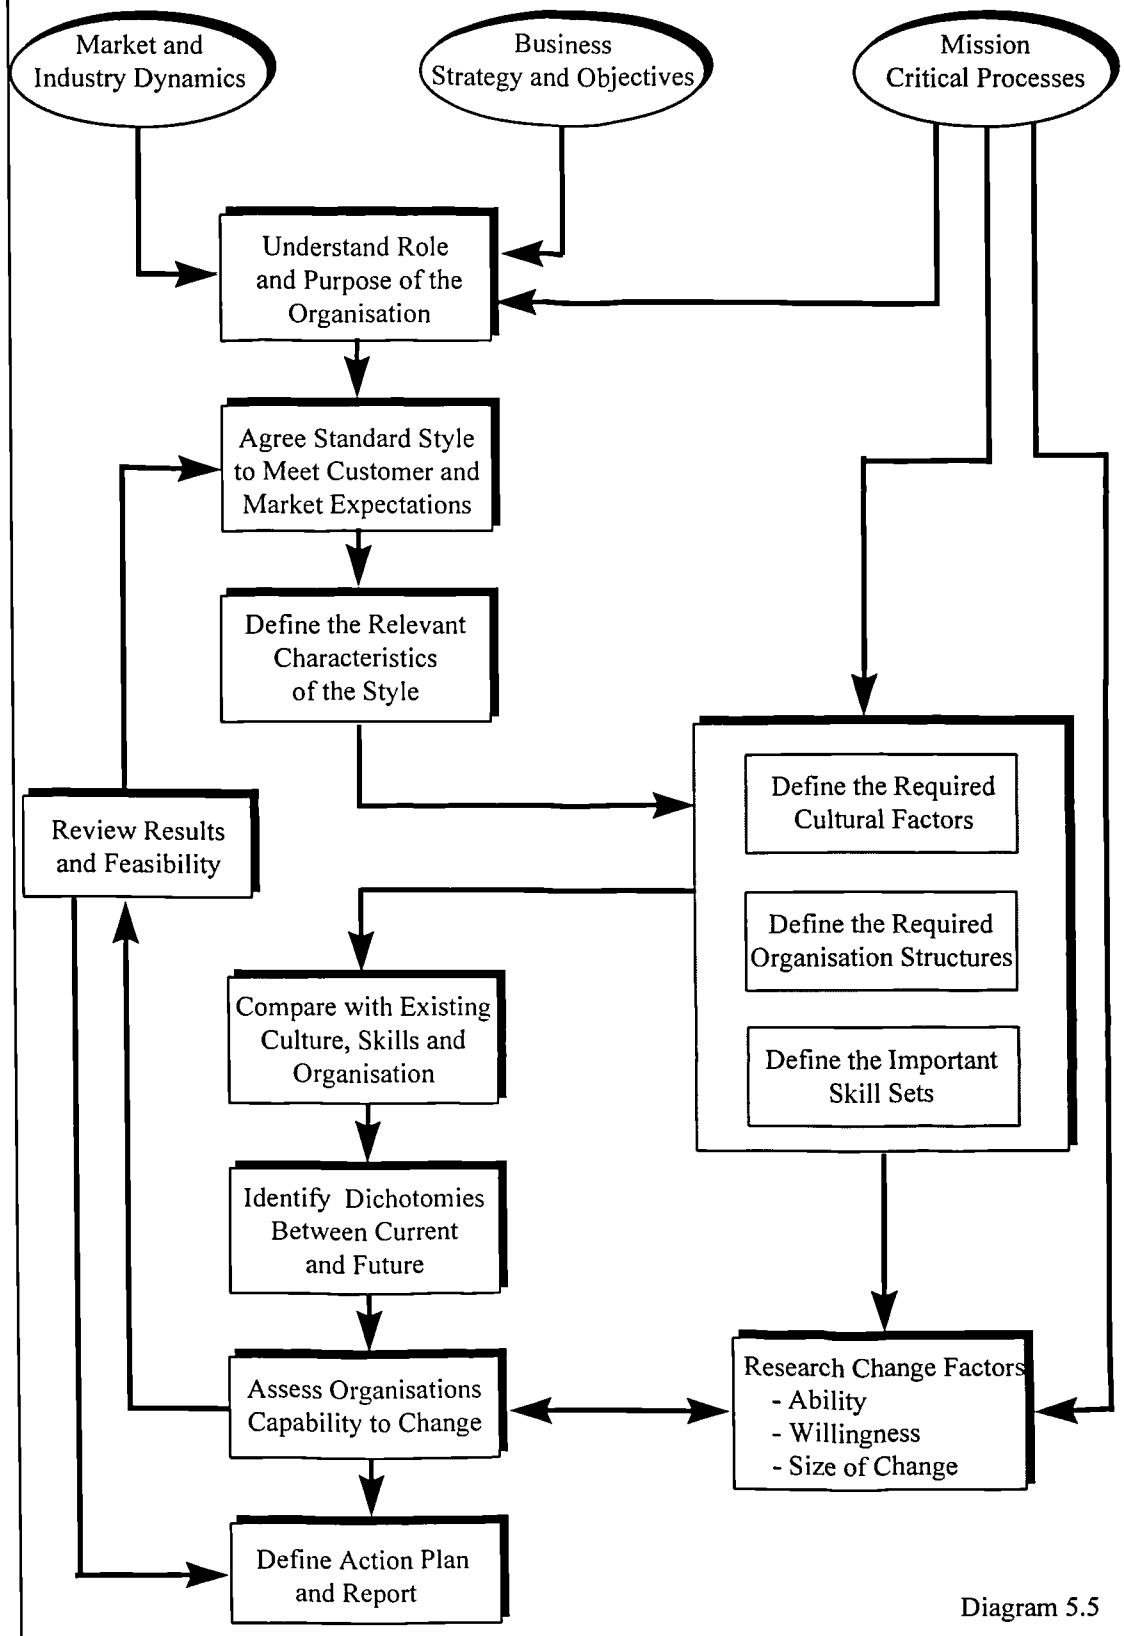 Market and
Industry Dynamics
Business
Strategy and Objectives
Mission
Critical Processes
Understand Role
and Purpose of the
Organisation
Agree Standard Style
to Meet Customer and
Market Expectations
Define the Relevant
Characteristics
of the Style
Define the Required
Cultural Factors
Review Results
and Feasibility
Define the Required
Organisation Structures
Compare with Existing
Culture, Skills and
Organisation
Define the Important
Skill Sets
Identify Dichotomies
Between Current
and Future
Assess Organisations
Capability to Change
Research Change Factors
- Ability
- Willingness
- Size of Change
Define Action Plan
and Report
Diagram 5.5